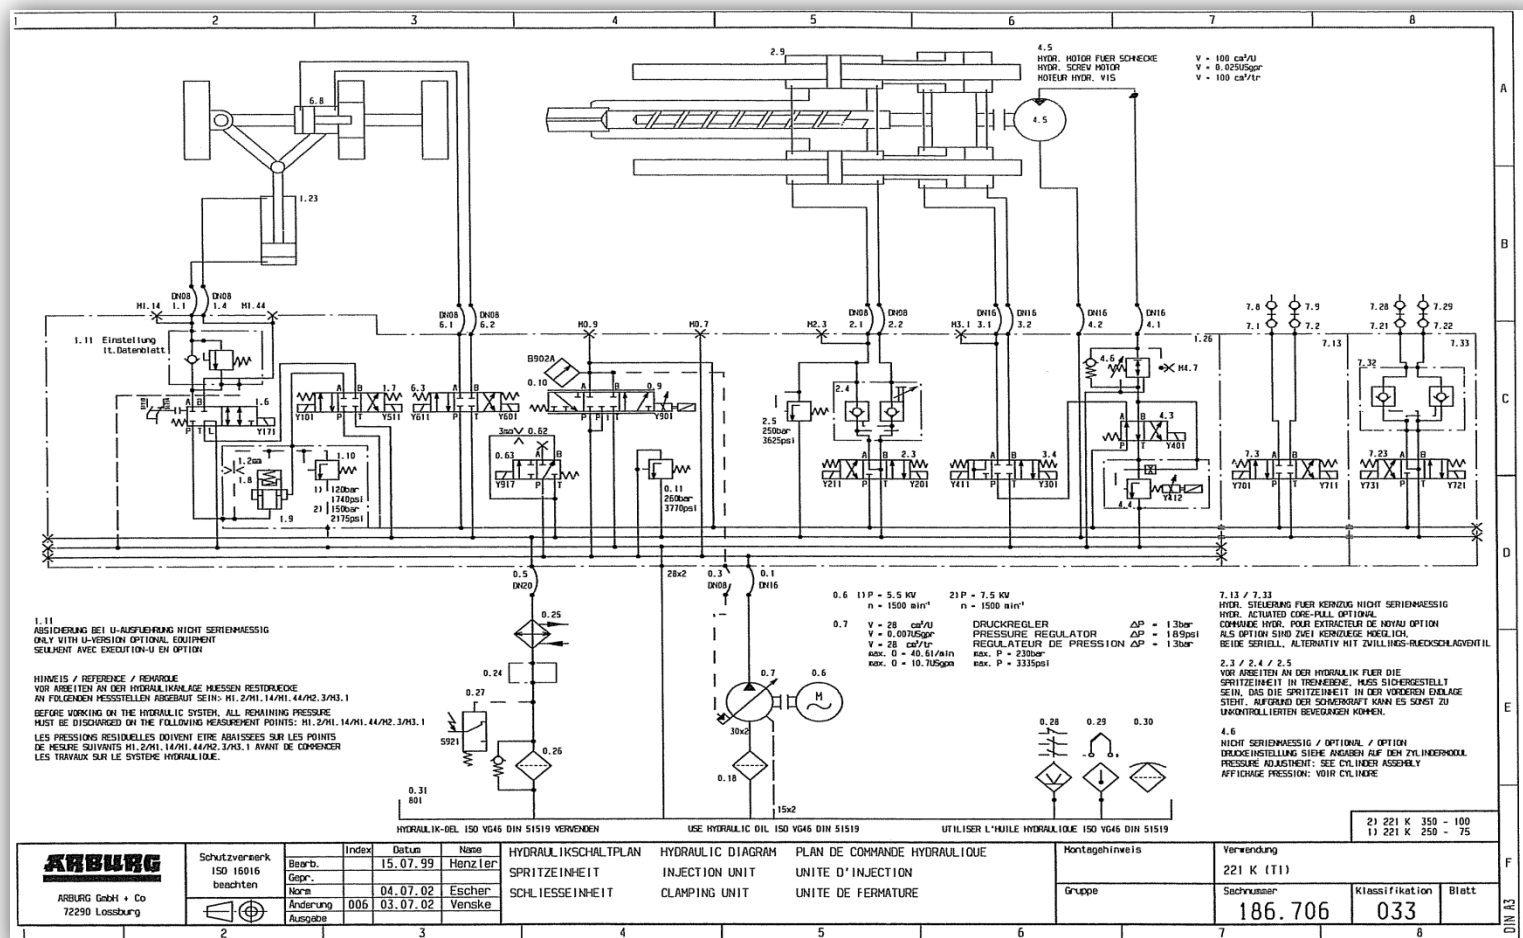 1 2 3 4 5 6 7 8
A
B
C
D
E
F
DIN A3
6.8
1.23
2.9
4.5
HYDR. MOTOR FUER SCHNECKE V = 100 cm³/U
HYDR. SCREW MOTOR V = 0.025USgpr
MOTEUR HYDR. VIS V = 100 cm³/tr
4.5
DN08 DN08
1.1 1.4
M1.14 M1.44
DN08 DN08
6.1 6.2
M0.9 M0.7
M2.3
DN08 DN08
2.1 2.2
M3.1
DN16 DN16
3.1 3.2
DN16
4.2
DN16
4.1
7.8 7.9
7.1 7.2
7.28 7.29
7.21 7.22
1.26 7.13 7.33
1.11 Einstellung
lt.Datenblatt
B902A
0.10
0.9
2.4
4.6
M4.7
7.32
1.6
A B
P T L
Y171
1.7
A B
Y101 P T Y511
6.3
A B
Y611 P T Y601
A B
P P T T
Y901
2.5
250bar
3625psi
4.3
A B
P T
Y401
1.2mm
1.8
1.9
1.10
1) 120bar
1740psi
2) 150bar
2175psi
3mm 0.62
0.63
A B
Y917 P T
0.11
260bar
3770psi
2.3
A B
Y211 P T Y201
3.4
A B
Y411 P T Y301
4.4
Y412
7.3
A B
Y701 P T Y711
7.23
A B
Y731 P T Y721
0.5
DN20
28x2
0.3
DN08
0.1
DN16
0.25
0.24
0.27
S921
0.26
0.31
801
0.7 0.6
M
30x2
0.18
15x2
0.28 0.29 0.30
0.6 1)P = 5.5 KW 2)P = 7.5 KW
n = 1500 min⁻¹ n = 1500 min⁻¹
0.7 V = 28 cm³/U DRUCKREGLER ΔP = 13bar
V = 0.007USgpr PRESSURE REGULATOR ΔP = 189psi
V = 28 cm³/tr REGULATEUR DE PRESSION ΔP = 13bar
max. Q = 40.6l/min max. P = 230bar
max. Q = 10.7USgpm max. P = 3335psi
1.11
ABSICHERUNG BEI U-AUSFUEHRUNG NICHT SERIENMAESSIG
ONLY WITH U-VERSION OPTIONAL EQUIPMENT
SEULMENT AVEC EXECUTION-U EN OPTION
HINWEIS / REFERENCE / REMARQUE
VOR ARBEITEN AN DER HYDRAULIKANLAGE MUESSEN RESTDRUECKE
AN FOLGENDEN MESSSTELLEN ABGEBAUT SEIN: M1.2/M1.14/M1.44/M2.3/M3.1
BEFORE WORKING ON THE HYDRAULIC SYSTEM, ALL REMAINING PRESSURE
MUST BE DISCHARGED ON THE FOLLOWING MEASUREMENT POINTS: M1.2/M1.14/M1.44/M2.3/M3.1
LES PRESSIONS RESIDUELLES DOIVENT ETRE ABAISSEES SUR LES POINTS
DE MESURE SUIVANTS M1.2/M1.14/M1.44/M2.3/M3.1 AVANT DE COMMENCER
LES TRAVAUX SUR LE SYSTEME HYDRAULIQUE.
7.13 / 7.33
HYDR. STEUERUNG FUER KERNZUG NICHT SERIENMAESSIG
HYDR. ACTUATED CORE-PULL OPTIONAL
COMMANDE HYDR. POUR EXTRACTEUR DE NOYAU OPTION
ALS OPTION SIND ZWEI KERNZUEGE MOEGLICH,
BEIDE SERIELL, ALTERNATIV MIT ZWILLINGS-RUECKSCHLAGVENTIL
2.3 / 2.4 / 2.5
VOR ARBEITEN AN DER HYDRAULIK FUER DIE
SPRITZEINHEIT IN TRENNEBENE, MUSS SICHERGESTELLT
SEIN, DAS DIE SPRITZEINHEIT IN DER VORDEREN ENDLAGE
STEHT. AUFGRUND DER SCHWERKRAFT KANN ES SONST ZU
UNKONTROLLIERTEN BEWEGUNGEN KOMMEN.
4.6
NICHT SERIENMAESSIG / OPTIONAL / OPTION
DRUCKEINSTELLUNG SIEHE ANGABEN AUF DEM ZYLINDERMODUL
PRESSURE ADJUSTMENT: SEE CYLINDER ASSEMBLY
AFFICHAGE PRESSION: VOIR CYLINDRE
HYDRAULIK-OEL ISO VG46 DIN 51519 VERWENDEN USE HYDRAULIC OIL ISO VG46 DIN 51519 UTILISER L'HUILE HYDRAULIQUE ISO VG46 DIN 51519
2) 221 K 350 - 100
1) 221 K 250 - 75
ARBURG
ARBURG GmbH + Co
72290 Lossburg
Schutzvermerk
ISO 16016
beachten
Index Datum Name
Bearb. 15.07.99 Henzler
Gepr.
Norm 04.07.02 Escher
Änderung 006 03.07.02 Venske
Ausgabe
HYDRAULIKSCHALTPLAN HYDRAULIC DIAGRAM PLAN DE COMMANDE HYDRAULIQUE
SPRITZEINHEIT INJECTION UNIT UNITE D'INJECTION
SCHLIESSEINHEIT CLAMPING UNIT UNITE DE FERMATURE
Montagehinweis
Gruppe
Verwendung
221 K (T1)
Sachnummer Klassifikation Blatt
186.706 033
1 2 3 4 5 6 7 8